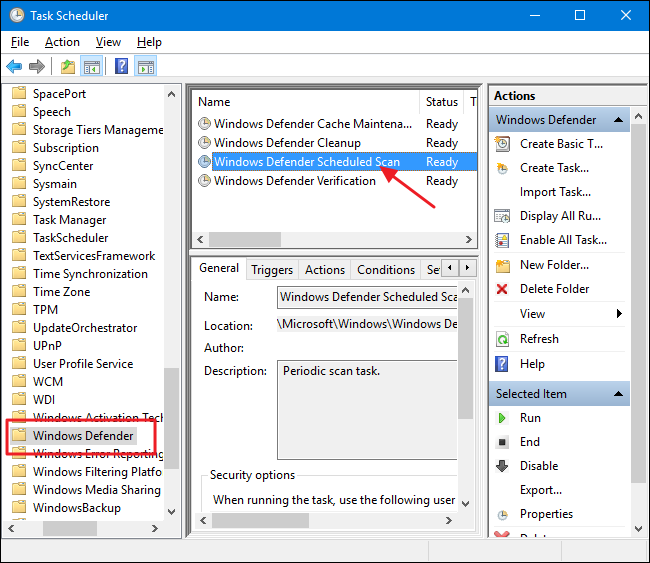 Task Scheduler
File Action View Help
SpacePort
Speech
Storage Tiers Manageme
Subscription
SyncCenter
Sysmain
SystemRestore
Task Manager
TaskScheduler
TextServicesFramework
Time Synchronization
Time Zone
TPM
UpdateOrchestrator
UPnP
User Profile Service
WCM
WDI
Windows Activation Tech
Windows Defender
Windows Error Reporting
Windows Filtering Platfo
Windows Media Sharing
WindowsBackup
Name Status T
Windows Defender Cache Maintena... Ready
Windows Defender Cleanup Ready
Windows Defender Scheduled Scan Ready
Windows Defender Verification Ready
General Triggers Actions Conditions Se
Name: Windows Defender Scheduled Sca
Location: \Microsoft\Windows\Windows De
Author:
Description: Periodic scan task.
Security options
When running the task, use the following user
Actions
Windows Defender
Create Basic T...
Create Task...
Import Task...
Display All Ru...
Enable All Task...
New Folder...
Delete Folder
View
Refresh
Help
Selected Item
Run
End
Disable
Export...
Properties